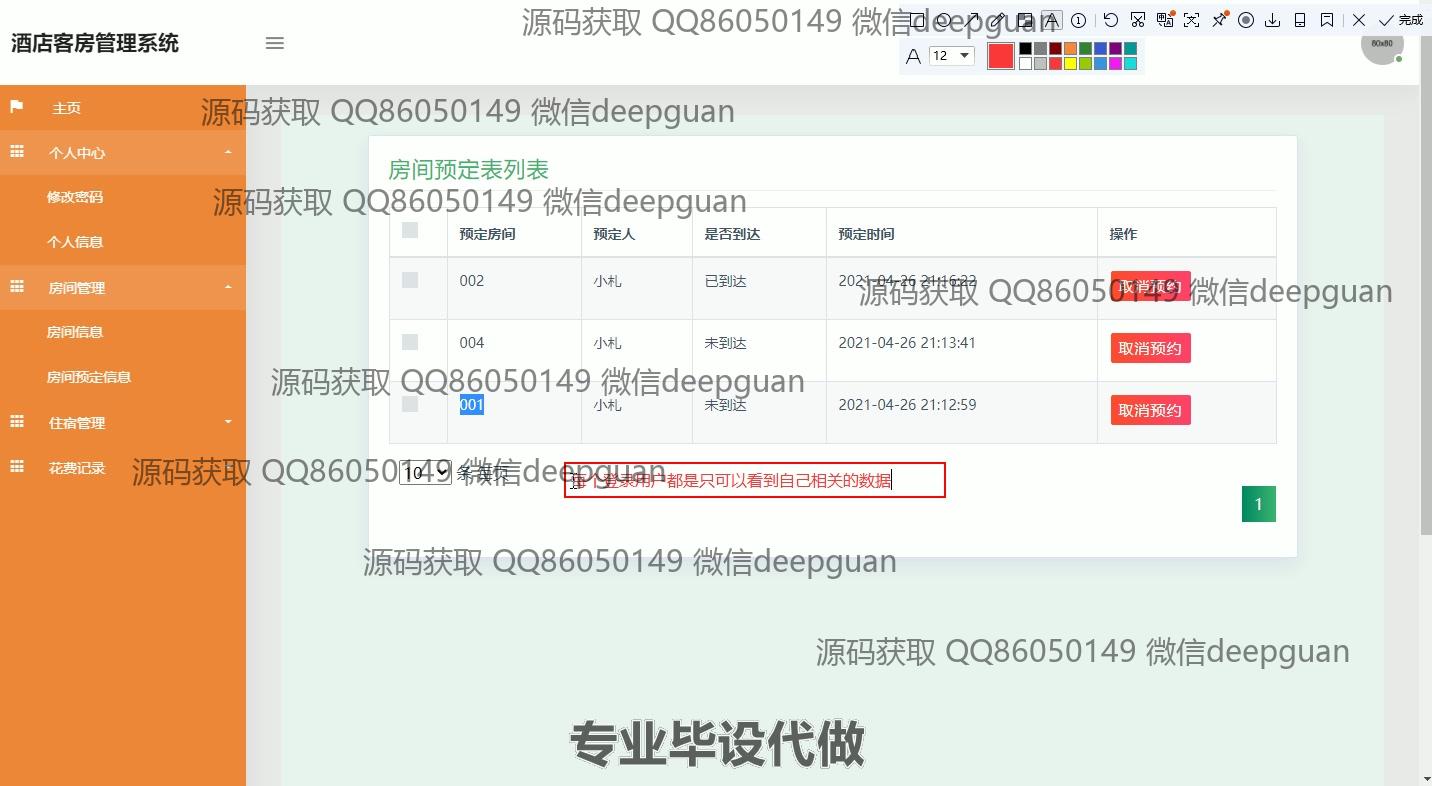 源码获取 QQ86050149 微信deepguan
完成
酒店客房管理系统
12
80x80
主页
源码获取 QQ86050149 微信deepguan
个人中心
房间预定表列表
修改密码
源码获取 QQ86050149 微信deepguan
预定房间 预定人 是否到达 预定时间 操作
个人信息
002 小札 已到达 2021-04-26 21:16:22 取消预约
房间管理
源码获取 QQ86050149 微信deepguan
房间信息
004 小札 未到达 2021-04-26 21:13:41 取消预约
房间预定信息
源码获取 QQ86050149 微信deepguan
001 小札 未到达 2021-04-26 21:12:59 取消预约
住宿管理
花费记录
源码获取 QQ86050149 微信deepguan
10 条 每页
每个登录用户都是只可以看到自己相关的数据
1
源码获取 QQ86050149 微信deepguan
源码获取 QQ86050149 微信deepguan
专业毕设代做